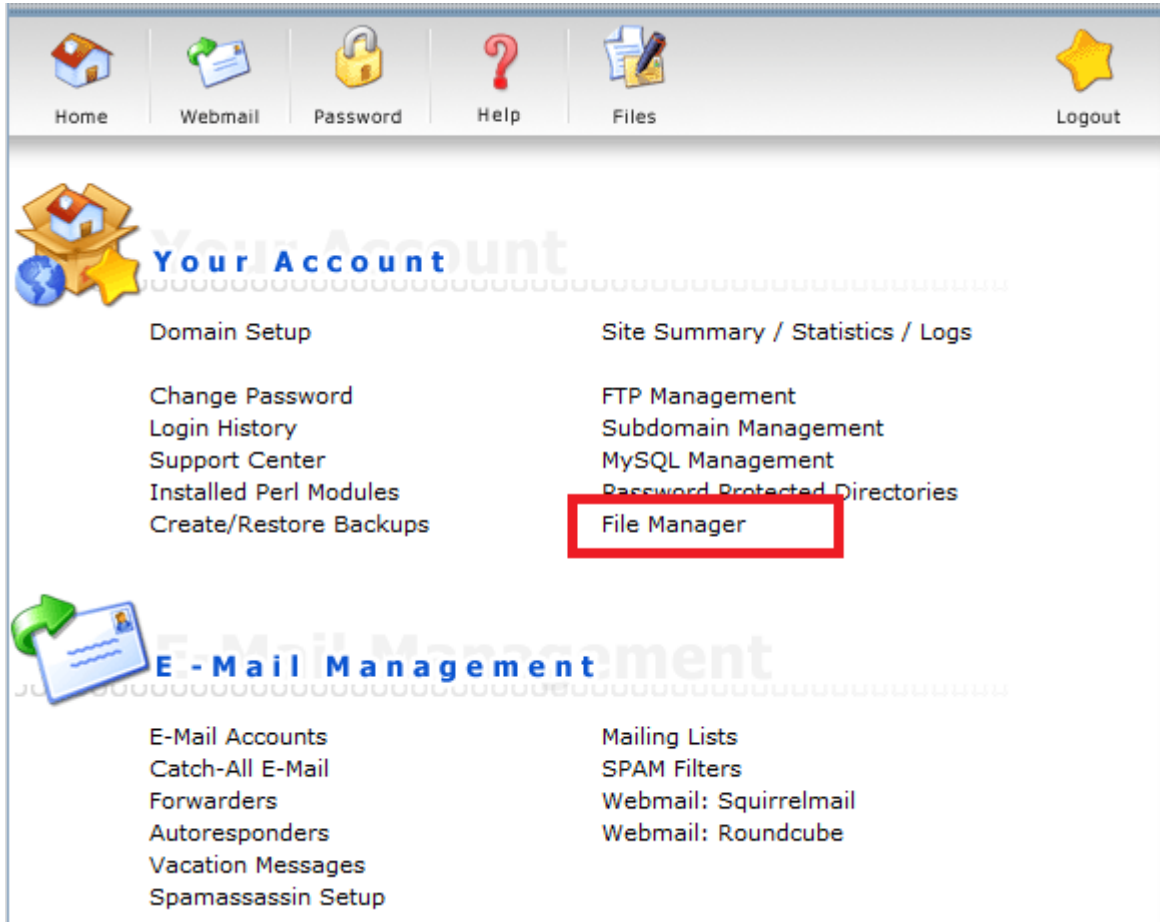 Home Webmail Password Help Files Logout
Your Account
Domain Setup
Site Summary / Statistics / Logs
Change Password
FTP Management
Login History
Subdomain Management
Support Center
MySQL Management
Installed Perl Modules
Password Protected Directories
Create/Restore Backups
File Manager
E-Mail Management
E-Mail Accounts
Mailing Lists
Catch-All E-Mail
SPAM Filters
Forwarders
Webmail: Squirrelmail
Autoresponders
Webmail: Roundcube
Vacation Messages
Spamassassin Setup